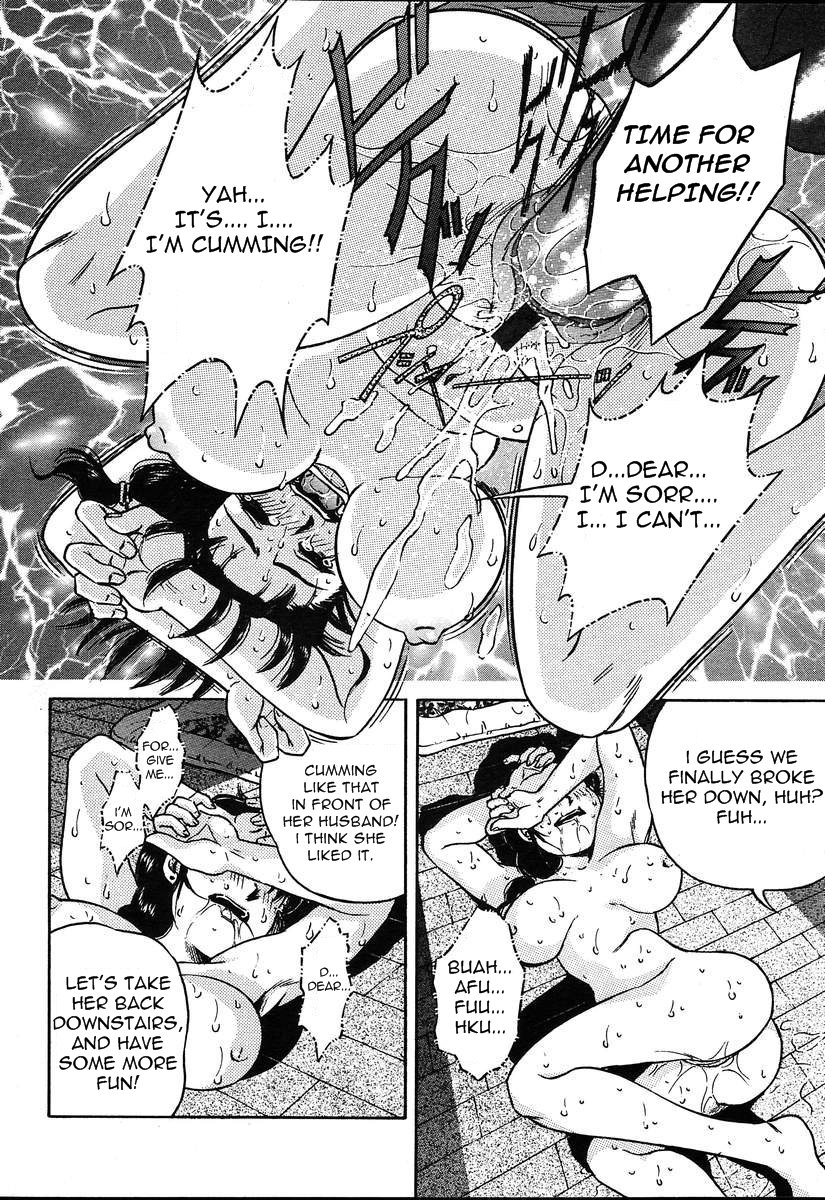 TIME FOR
ANOTHER
HELPING!!
YAH...
IT'S.... I....
I'M CUMMING!!
D...DEAR...
I'M SORR....
I... I CAN'T...
I GUESS WE
FINALLY BROKE
HER DOWN, HUH?
FUH...
BUAH...
AFU...
FUU...
HKU...
CUMMING
LIKE THAT
IN FRONT OF
HER HUSBAND!
I THINK SHE
LIKED IT.
FOR...
GIVE
ME...
I'M
SOR...
D...
DEAR...
LET'S TAKE
HER BACK
DOWNSTAIRS,
AND HAVE
SOME MORE
FUN!